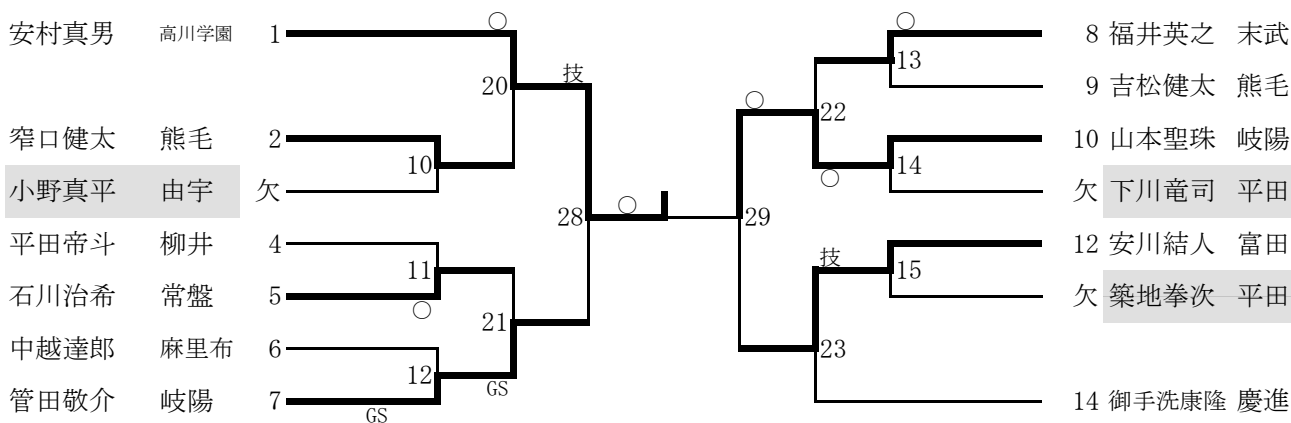 安村真男 高川学園 1 ○ ○ 8 福井英之 末武
技 13
20 9 吉松健太 熊毛
○ 22
窄口健太 熊毛 2 10 山本聖珠 岐陽
10 14
小野真平 由宇 欠 ○ 欠 下川竜司 平田
28 ○ 29
平田帝斗 柳井 4 技 12 安川結人 富田
11 15
石川治希 常盤 5 ○ 欠 築地拳次 平田
21
中越達郎 麻里布 6 23
12 GS
管田敬介 岐陽 7 GS 14 御手洗康隆 慶進